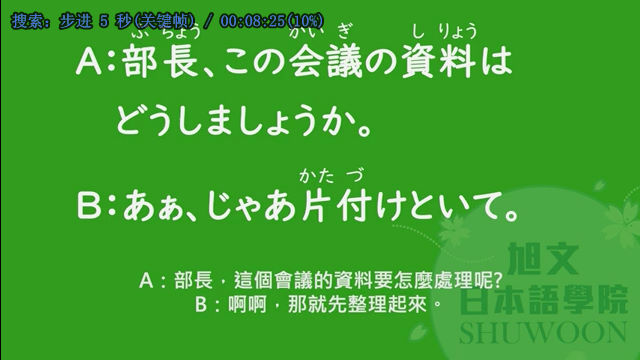 搜索: 步进 5 秒(关键帧) / 00:08:25(10%)
ぶ ちょう かい ぎ し りょう
A:部長、この会議の資料は
どうしましょうか。
かた づ
B:あぁ、じゃあ片付けといて。
A：部長，這個會議的資料要怎麼處理呢?
B：啊啊，那就先整理起來。
旭文
日本語學院
SHUWOON